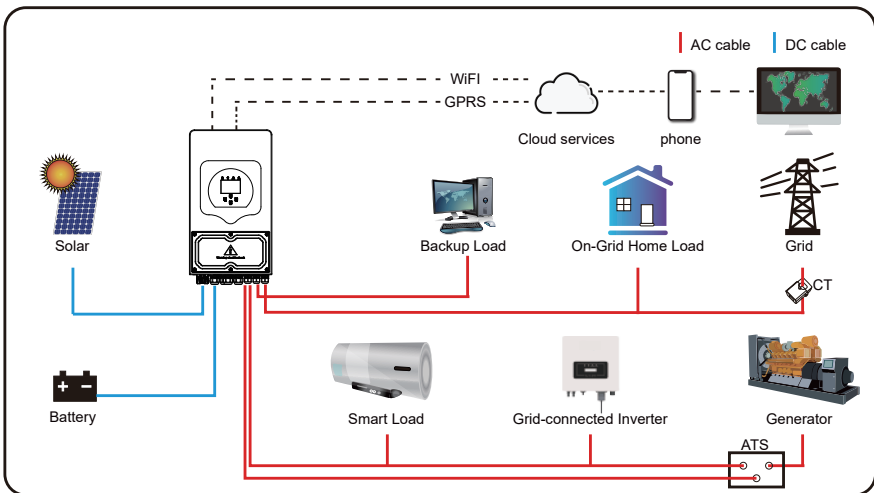 AC cable
DC cable
WiFI
GPRS
Cloud services
phone
Solar
Backup Load
On-Grid Home Load
Grid
CT
Battery
Smart Load
Grid-connected Inverter
Generator
ATS